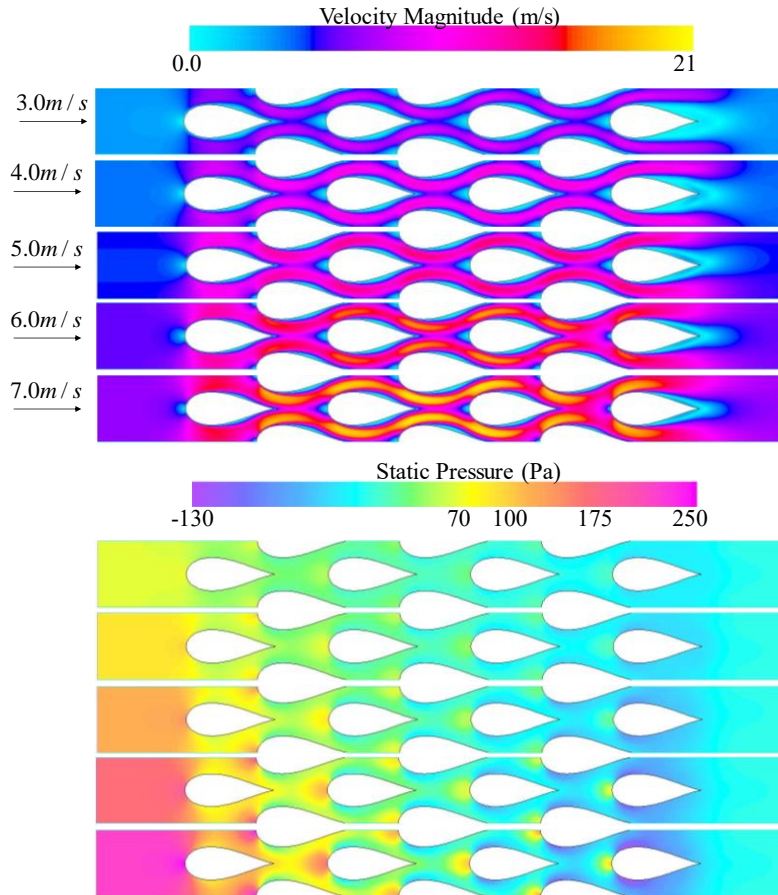 Velocity Magnitude (m/s)
0.0 21
3.0m / s
4.0m / s
5.0m / s
6.0m / s
7.0m / s
Static Pressure (Pa)
-130 70 100 175 250